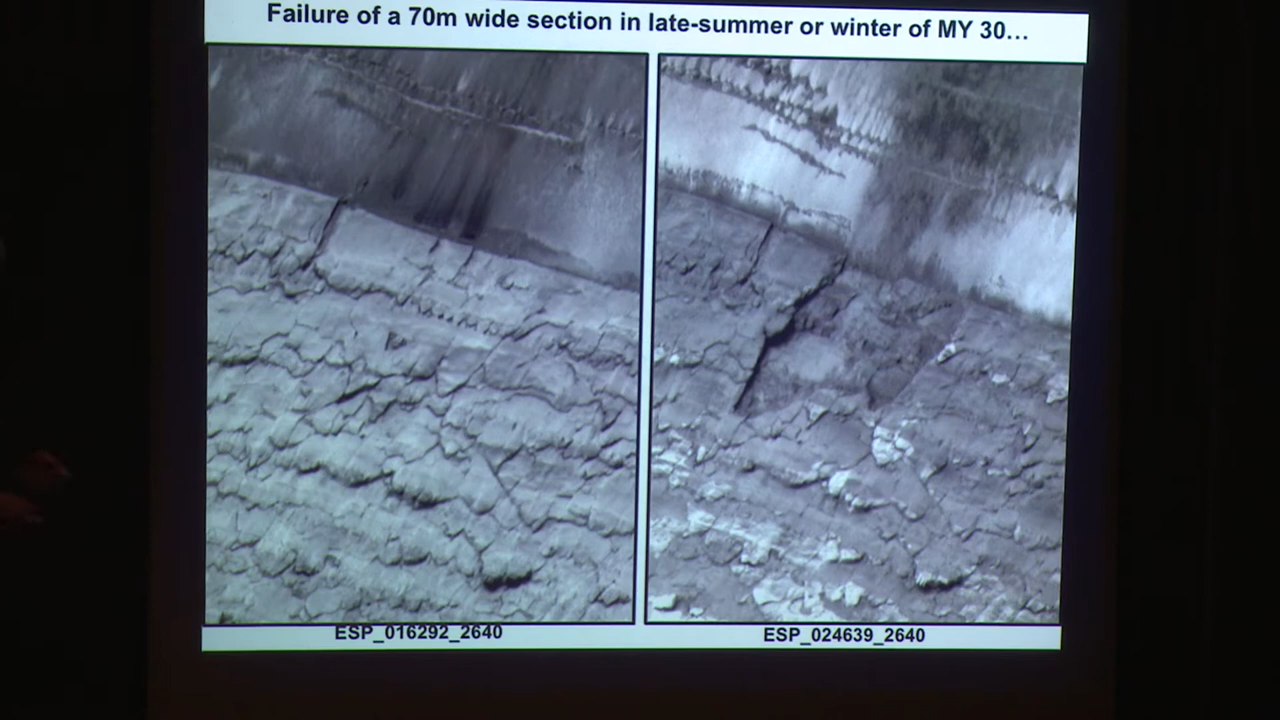 Failure of a 70m wide section in late-summer or winter of MY 30...
ESP_016292_2640
ESP_024639_2640